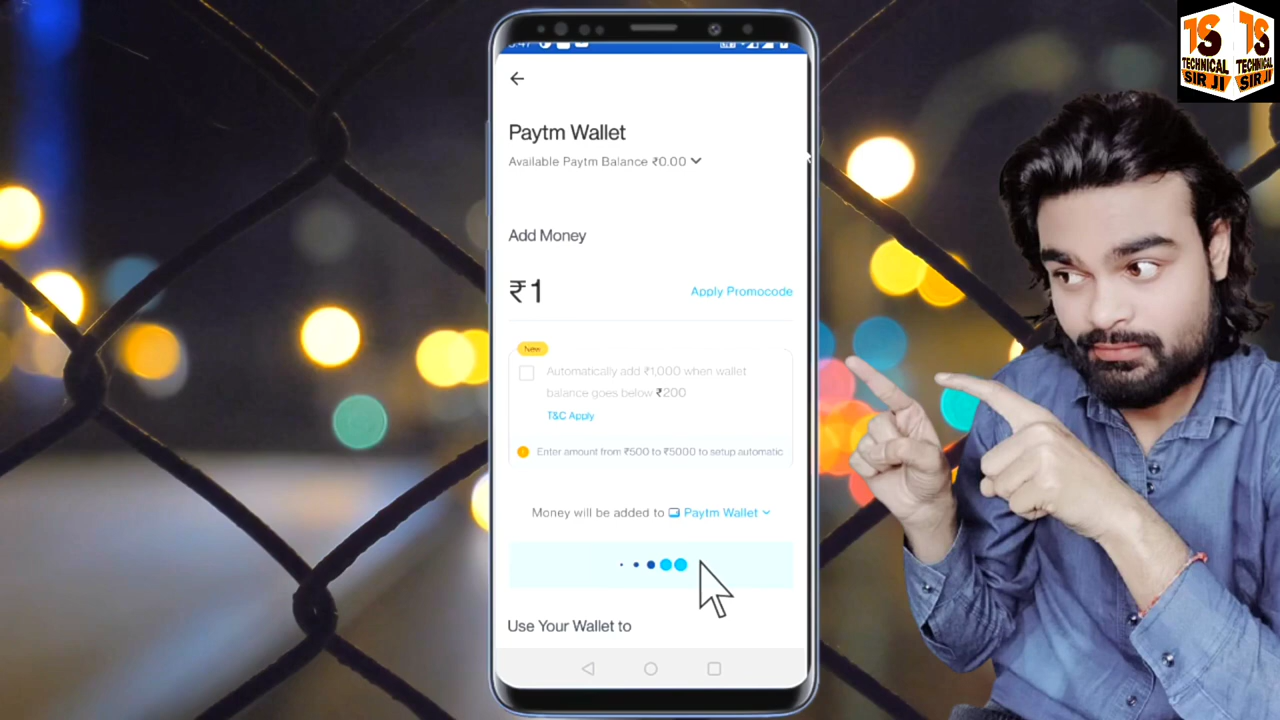 TS TS
TECHNICAL TECHNICAL
SIR JI SIR JI
Paytm Wallet
Available Paytm Balance ₹0.00
Add Money
₹1
Apply Promocode
New
Automatically add ₹1,000 when wallet
balance goes below ₹200
T&C Apply
Enter amount from ₹500 to ₹5000 to setup automatic
Money will be added to Paytm Wallet
Use Your Wallet to